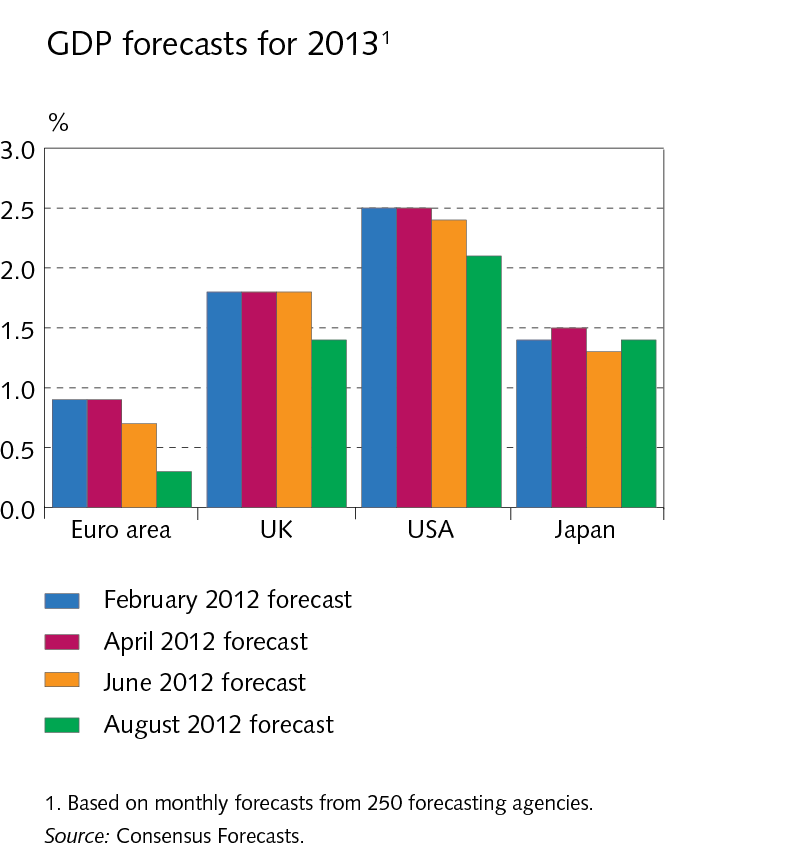 GDP forecasts for 2013¹
%
3.0
2.5
2.0
1.5
1.0
0.5
0.0
Euro area UK USA Japan
February 2012 forecast
April 2012 forecast
June 2012 forecast
August 2012 forecast
1. Based on monthly forecasts from 250 forecasting agencies.
Source: Consensus Forecasts.